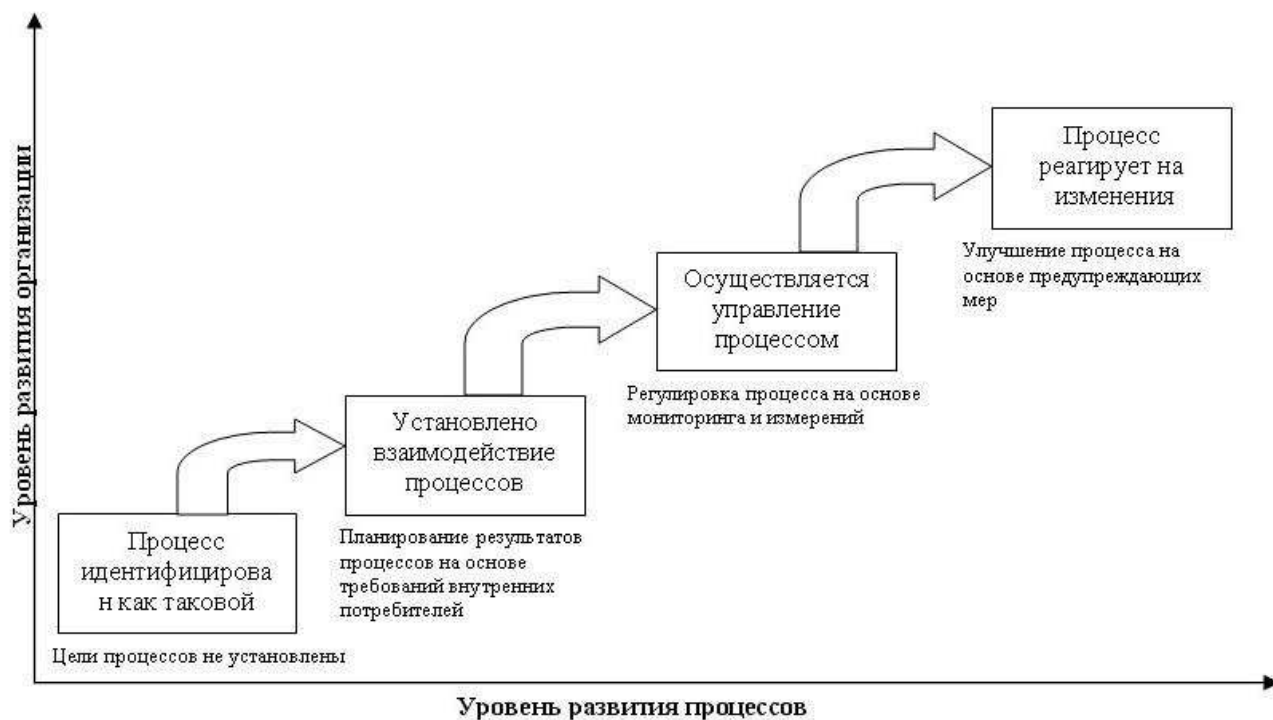 Уровень развития организации
Процесс
реагирует на
изменения
Улучшение процесса на
основе предупреждающих
мер
Осуществляется
управление
процессом
Регулировка процесса на основе
мониторинга и измерений
Установлено
взаимодействие
процессов
Планирование результатов
процессов на основе
требований внутренних
потребителей
Процесс
идентифицирова
н как таковой
Цели процессов не установлены
Уровень развития процессов